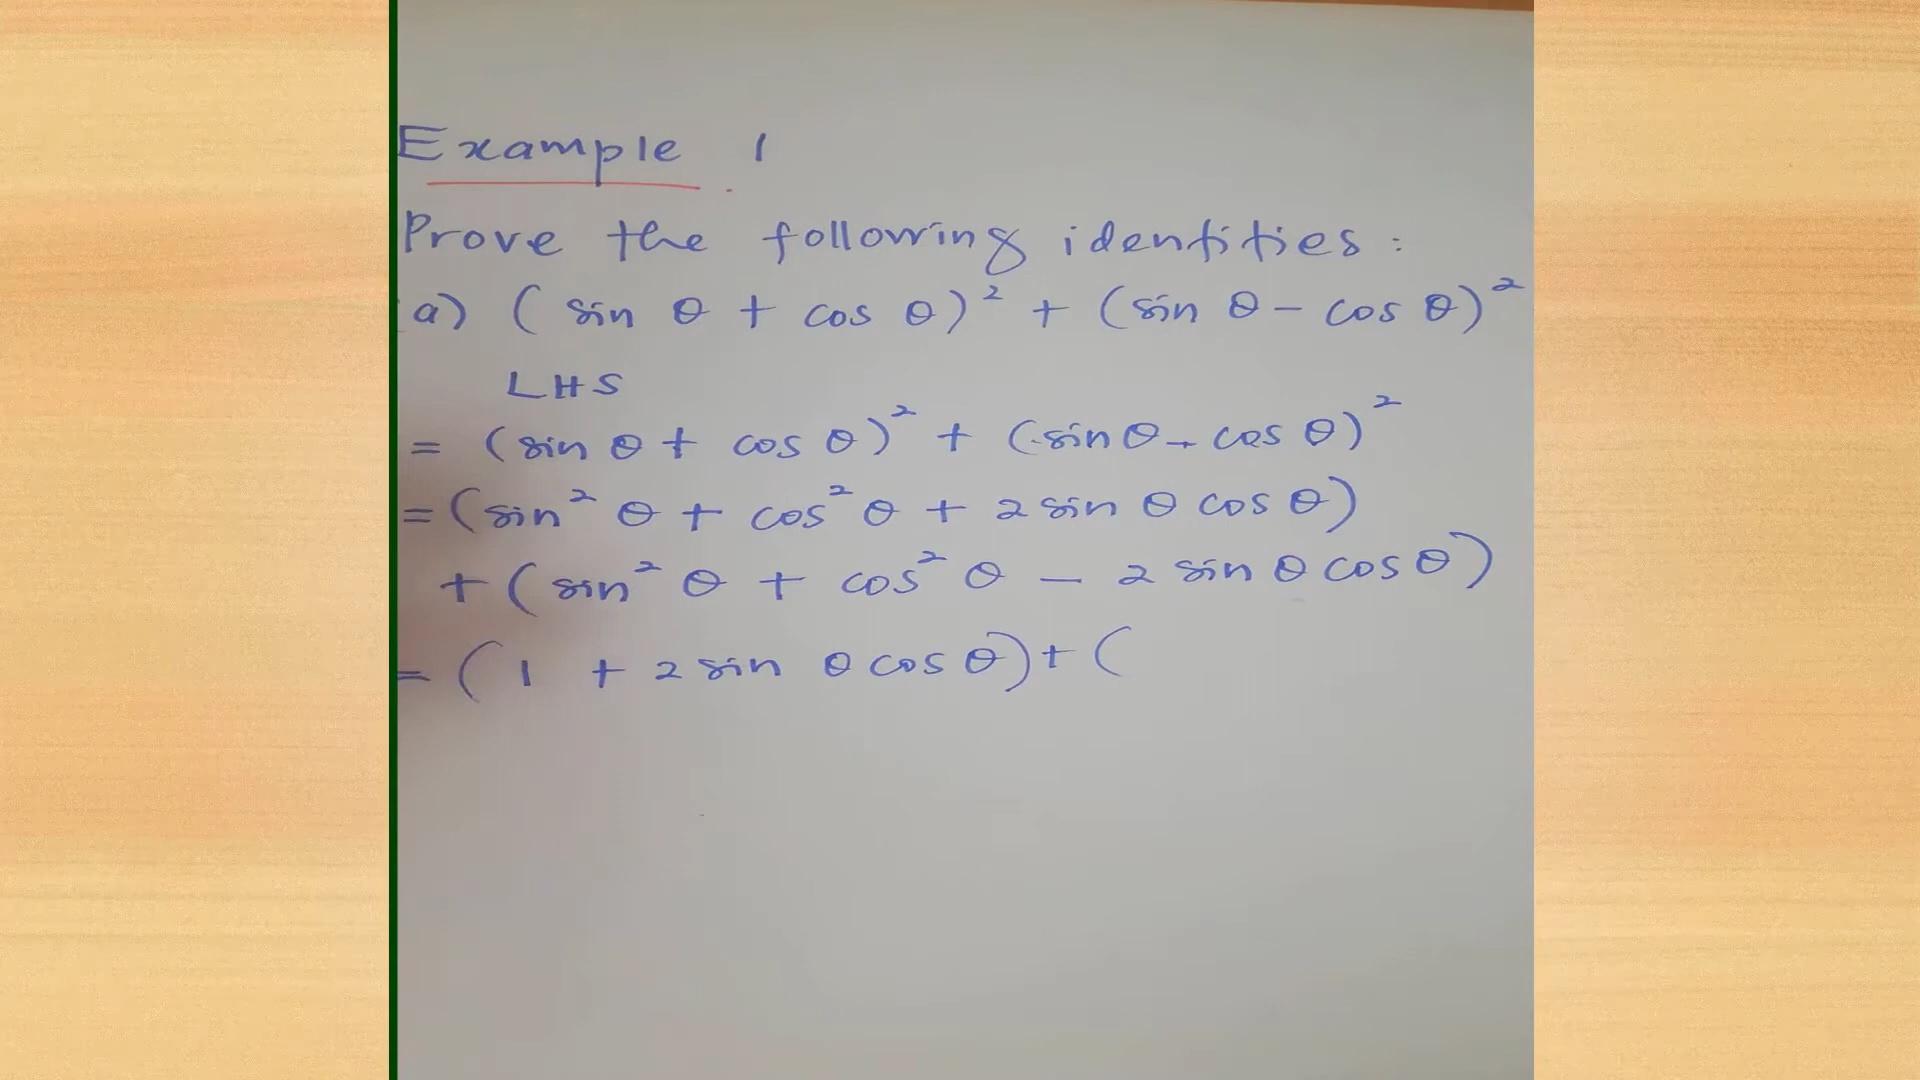 Example 1
Prove the following identities :
a) ( sin θ + cos θ)² + (sin θ - cos θ)²
LHS
= (sin θ + cos θ)² + (sin θ - cos θ)²
= (sin² θ + cos² θ + 2 sin θ cos θ)
+ (sin² θ + cos² θ - 2 sin θ cos θ)
= ( 1 + 2 sin θ cos θ) + (